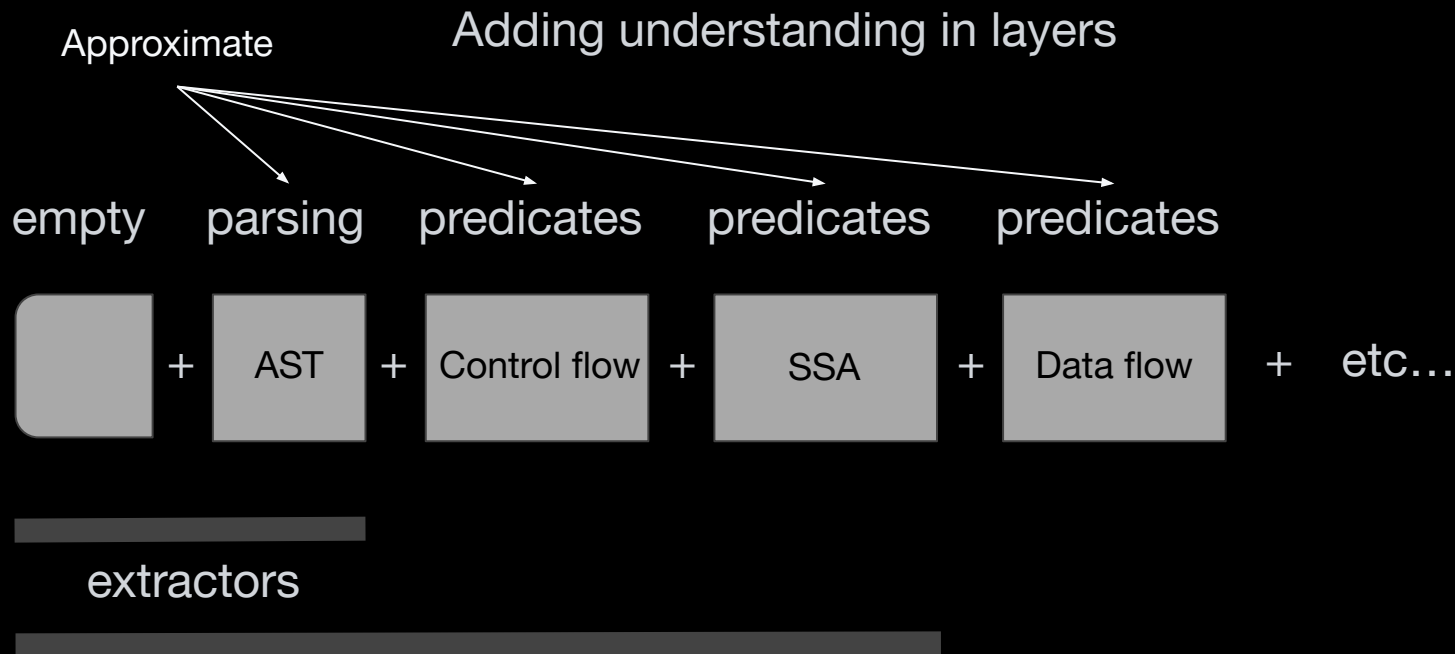 Adding understanding in layers
Approximate
empty parsing predicates predicates predicates
+ AST + Control flow + SSA + Data flow + etc…
extractors